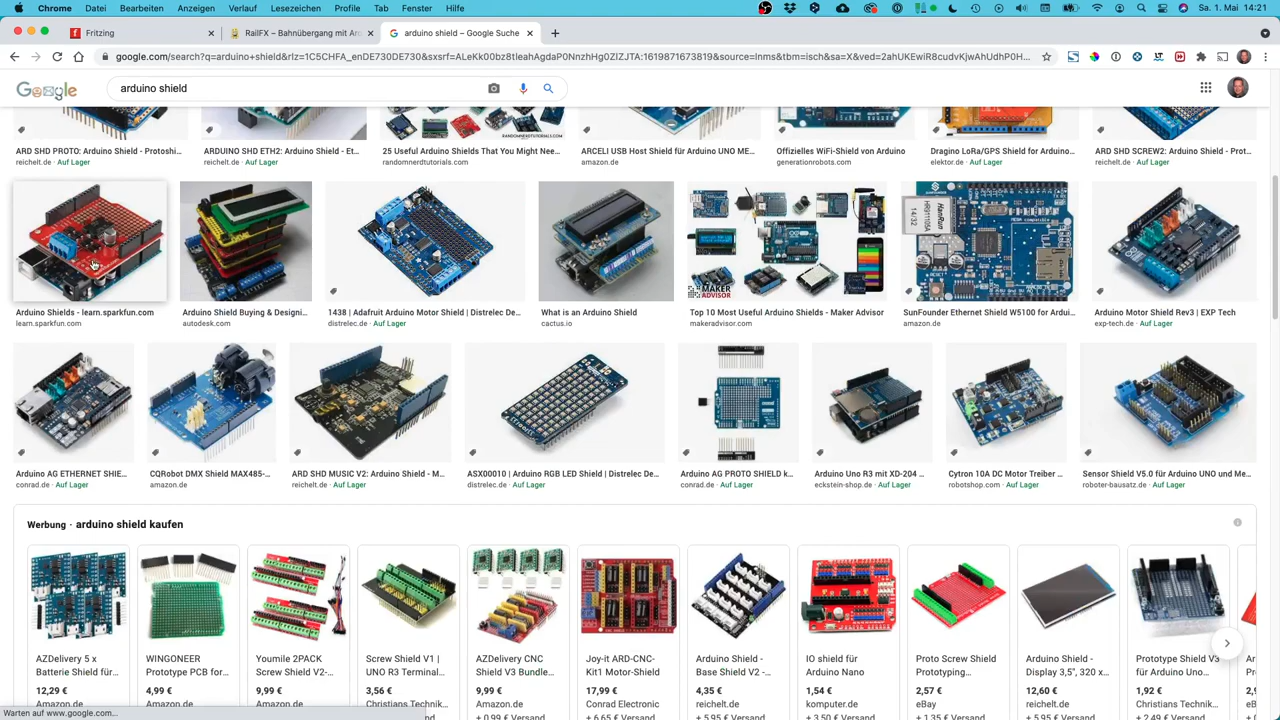 Chrome Datei Bearbeiten Anzeigen Verlauf Lesezeichen Profile Tab Fenster Hilfe Sa. 1. Mai 14:21
Fritzing
RailFX – Bahnübergang mit Ar
arduino shield – Google Suche
google.com/search?q=arduino+shield&rlz=1C5CHFA_enDE730DE730&sxsrf=ALeKk00bz8tleahAgdaP0NnzhHg0ZlZJTA:1619871673819&source=lnms&tbm=isch&sa=X&ved=2ahUKEwiR8cudvKjwAhUdhP0H...
Google
arduino shield
ARD SHD PROTO: Arduino Shield - Protoshi...
reichelt.de · Auf Lager
ARDUINO SHD ETH2: Arduino Shield - Et...
reichelt.de · Auf Lager
RANDOMNERDTUTORIALS.COM
25 Useful Arduino Shields That You Might Nee...
randomnerdtutorials.com
ARCELI USB Host Shield für Arduino UNO ME...
amazon.de
Offizielles WiFi-Shield von Arduino
generationrobots.com
Dragino LoRa/GPS Shield for Arduino...
elektor.de · Auf Lager
ARD SHD SCREW2: Arduino Shield - Prot...
reichelt.de · Auf Lager
MAKER
ADVISOR
SUNFOUNDER
HanRun
HR911105A
14/22
Arduino Shields - learn.sparkfun.com
learn.sparkfun.com
Arduino Shield Buying & Designi...
autodesk.com
1438 | Adafruit Arduino Motor Shield | Distrelec De...
distrelec.de · Auf Lager
What is an Arduino Shield
cactus.io
Top 10 Most Useful Arduino Shields - Maker Advisor
makeradvisor.com
SunFounder Ethernet Shield W5100 for Ardui...
amazon.de
Arduino Motor Shield Rev3 | EXP Tech
exp-tech.de · Auf Lager
Arduino AG ETHERNET SHIE...
conrad.de · Auf Lager
CQRobot DMX Shield MAX485-...
amazon.de
ARD SHD MUSIC V2: Arduino Shield - M...
reichelt.de · Auf Lager
ASX00010 | Arduino RGB LED Shield | Distrelec De...
distrelec.de · Auf Lager
Arduino AG PROTO SHIELD k...
conrad.de · Auf Lager
Arduino Uno R3 mit XD-204 ...
eckstein-shop.de · Auf Lager
Cytron 10A DC Motor Treiber ...
robotshop.com · Auf Lager
Sensor Shield V5.0 für Arduino UNO und Me...
roboter-bausatz.de · Auf Lager
Werbung · arduino shield kaufen
AZDelivery 5 x
Batterie Shield für...
12,29 €
Amazon.de
WINGONEER
Prototype PCB for...
4,99 €
Amazon.de
Youmile 2PACK
Screw Shield V2-...
9,99 €
Amazon.de
Screw Shield V1 |
UNO R3 Terminal...
3,56 €
Christians Technik...
AZDelivery CNC
Shield V3 Bundle...
9,99 €
Amazon.de
+ 0,99 € Versand
Joy-it ARD-CNC-
Kit1 Motor-Shield
17,99 €
Conrad Electronic
+ 6,65 € Versand
Arduino Shield -
Base Shield V2 -...
4,35 €
reichelt.de
+ 5,95 € Versand
IO shield für
Arduino Nano
1,54 €
komputer.de
+ 3,50 € Versand
Proto Screw Shield
Prototyping...
2,57 €
eBay
+ 1,35 € Versand
Arduino Shield -
Display 3,5", 320 x...
12,60 €
reichelt.de
+ 5,95 € Versand
Prototype Shield V3
für Arduino Uno...
1,92 €
Christians Technik...
+ 2,49 € Versand
Warten auf www.google.com...